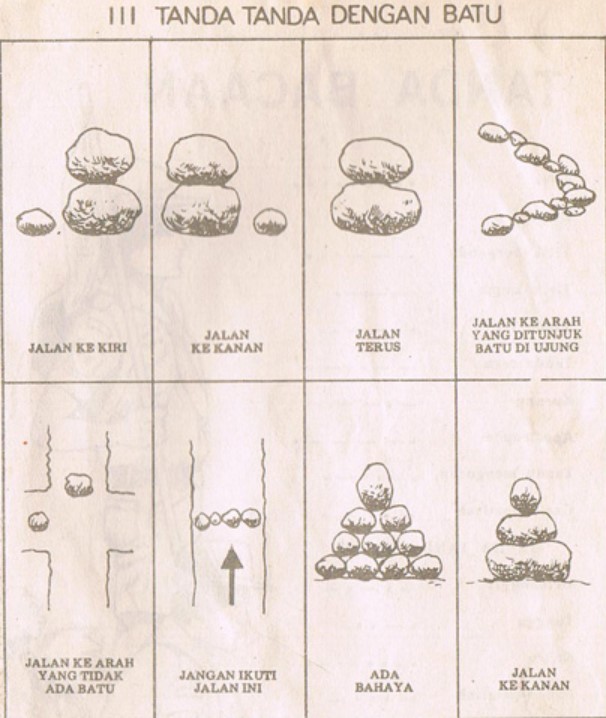 III TANDA TANDA DENGAN BATU
JALAN KE KIRI
JALAN
KE KANAN
JALAN
TERUS
JALAN KE ARAH
YANG DITUNJUK
BATU DI UJUNG
JALAN KE ARAH
YANG TIDAK
ADA BATU
JANGAN IKUTI
JALAN INI
ADA
BAHAYA
JALAN
KE KANAN